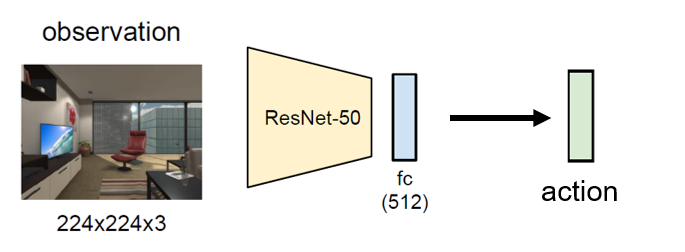 observation
224x224x3
ResNet-50
fc
(512)
action